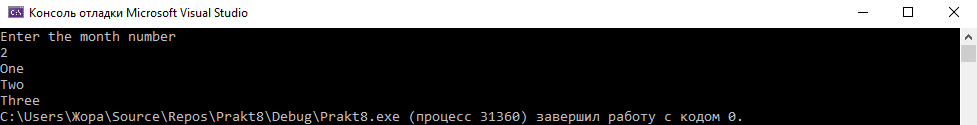 Консоль отладки Microsoft Visual Studio
Enter the month number
2
One
Two
Three
C:\Users\Жора\Source\Repos\Prakt8\Debug\Prakt8.exe (процесс 31360) завершил работу с кодом 0.